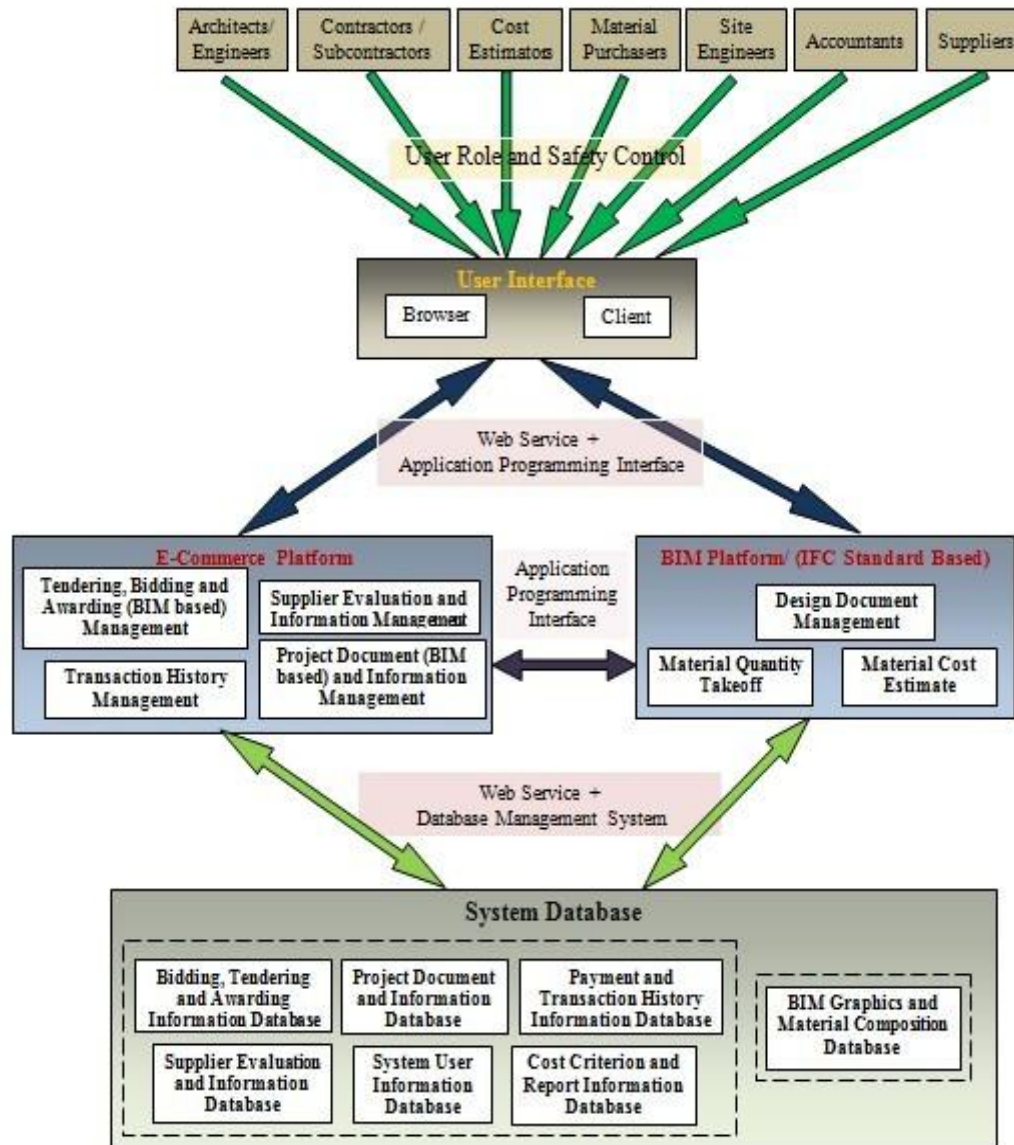 Architects/
Engineers
Contractors /
Subcontractors
Cost
Estimators
Material
Purchasers
Site
Engineers
Accountants
Suppliers
User Role and Safety Control
User Interface
Browser
Client
Web Service +
Application Programming Interface
E-Commerce Platform
Tendering, Bidding and
Awarding (BIM based)
Management
Supplier Evaluation and
Information Management
Transaction History
Management
Project Document (BIM
based) and Information
Management
Application
Programming
Interface
BIM Platform/ (IFC Standard Based)
Design Document
Management
Material Quantity
Takeoff
Material Cost
Estimate
Web Service +
Database Management System
System Database
Bidding, Tendering
and Awarding
Information Database
Project Document
and Information
Database
Payment and
Transaction History
Information Database
Supplier Evaluation
and Information
Database
System User
Information
Database
Cost Criterion and
Report Information
Database
BIM Graphics and
Material Composition
Database